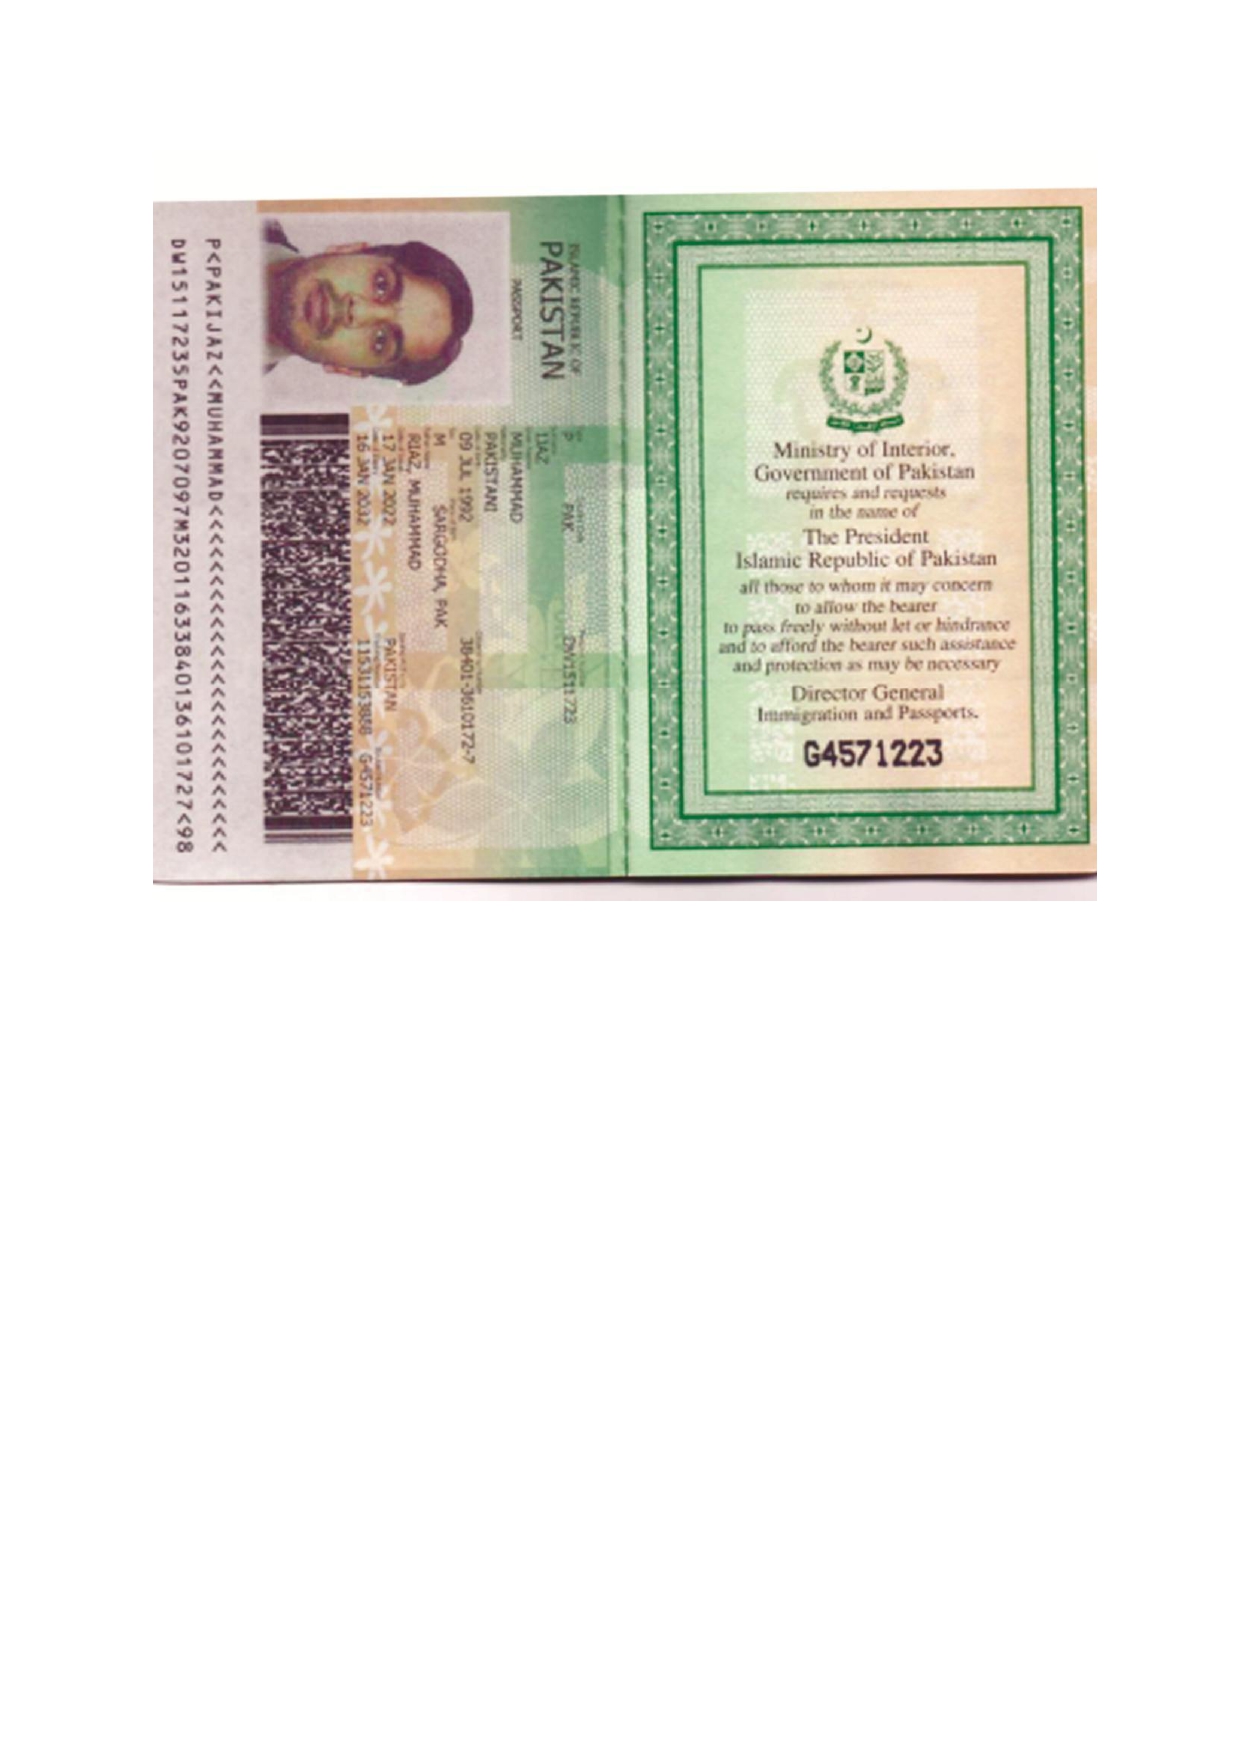 ISLAMIC REPUBLIC OF
PAKISTAN
PASSPORT
P PAK DW1511723
IJAZ
MUHAMMAD
PAKISTANI
09 JUL 1992 38401-3610172-7
M SARGODHA, PAK
RIAZ, MUHAMMAD
17 JAN 2022 PAKISTAN
16 JAN 2032 G4571223
P<PAKIJAZ<<MUHAMMAD<<<<<<<<<<<<<<<<<<<<<<<<<
DW15117235PAK9207097M32011633840136101727<98
Ministry of Interior,
Government of Pakistan
requires and requests
in the name of
The President
Islamic Republic of Pakistan
all those to whom it may concern
to allow the bearer
to pass freely without let or hindrance
and to afford the bearer such assistance
and protection as may be necessary
Director General
Immigration and Passports.
G4571223